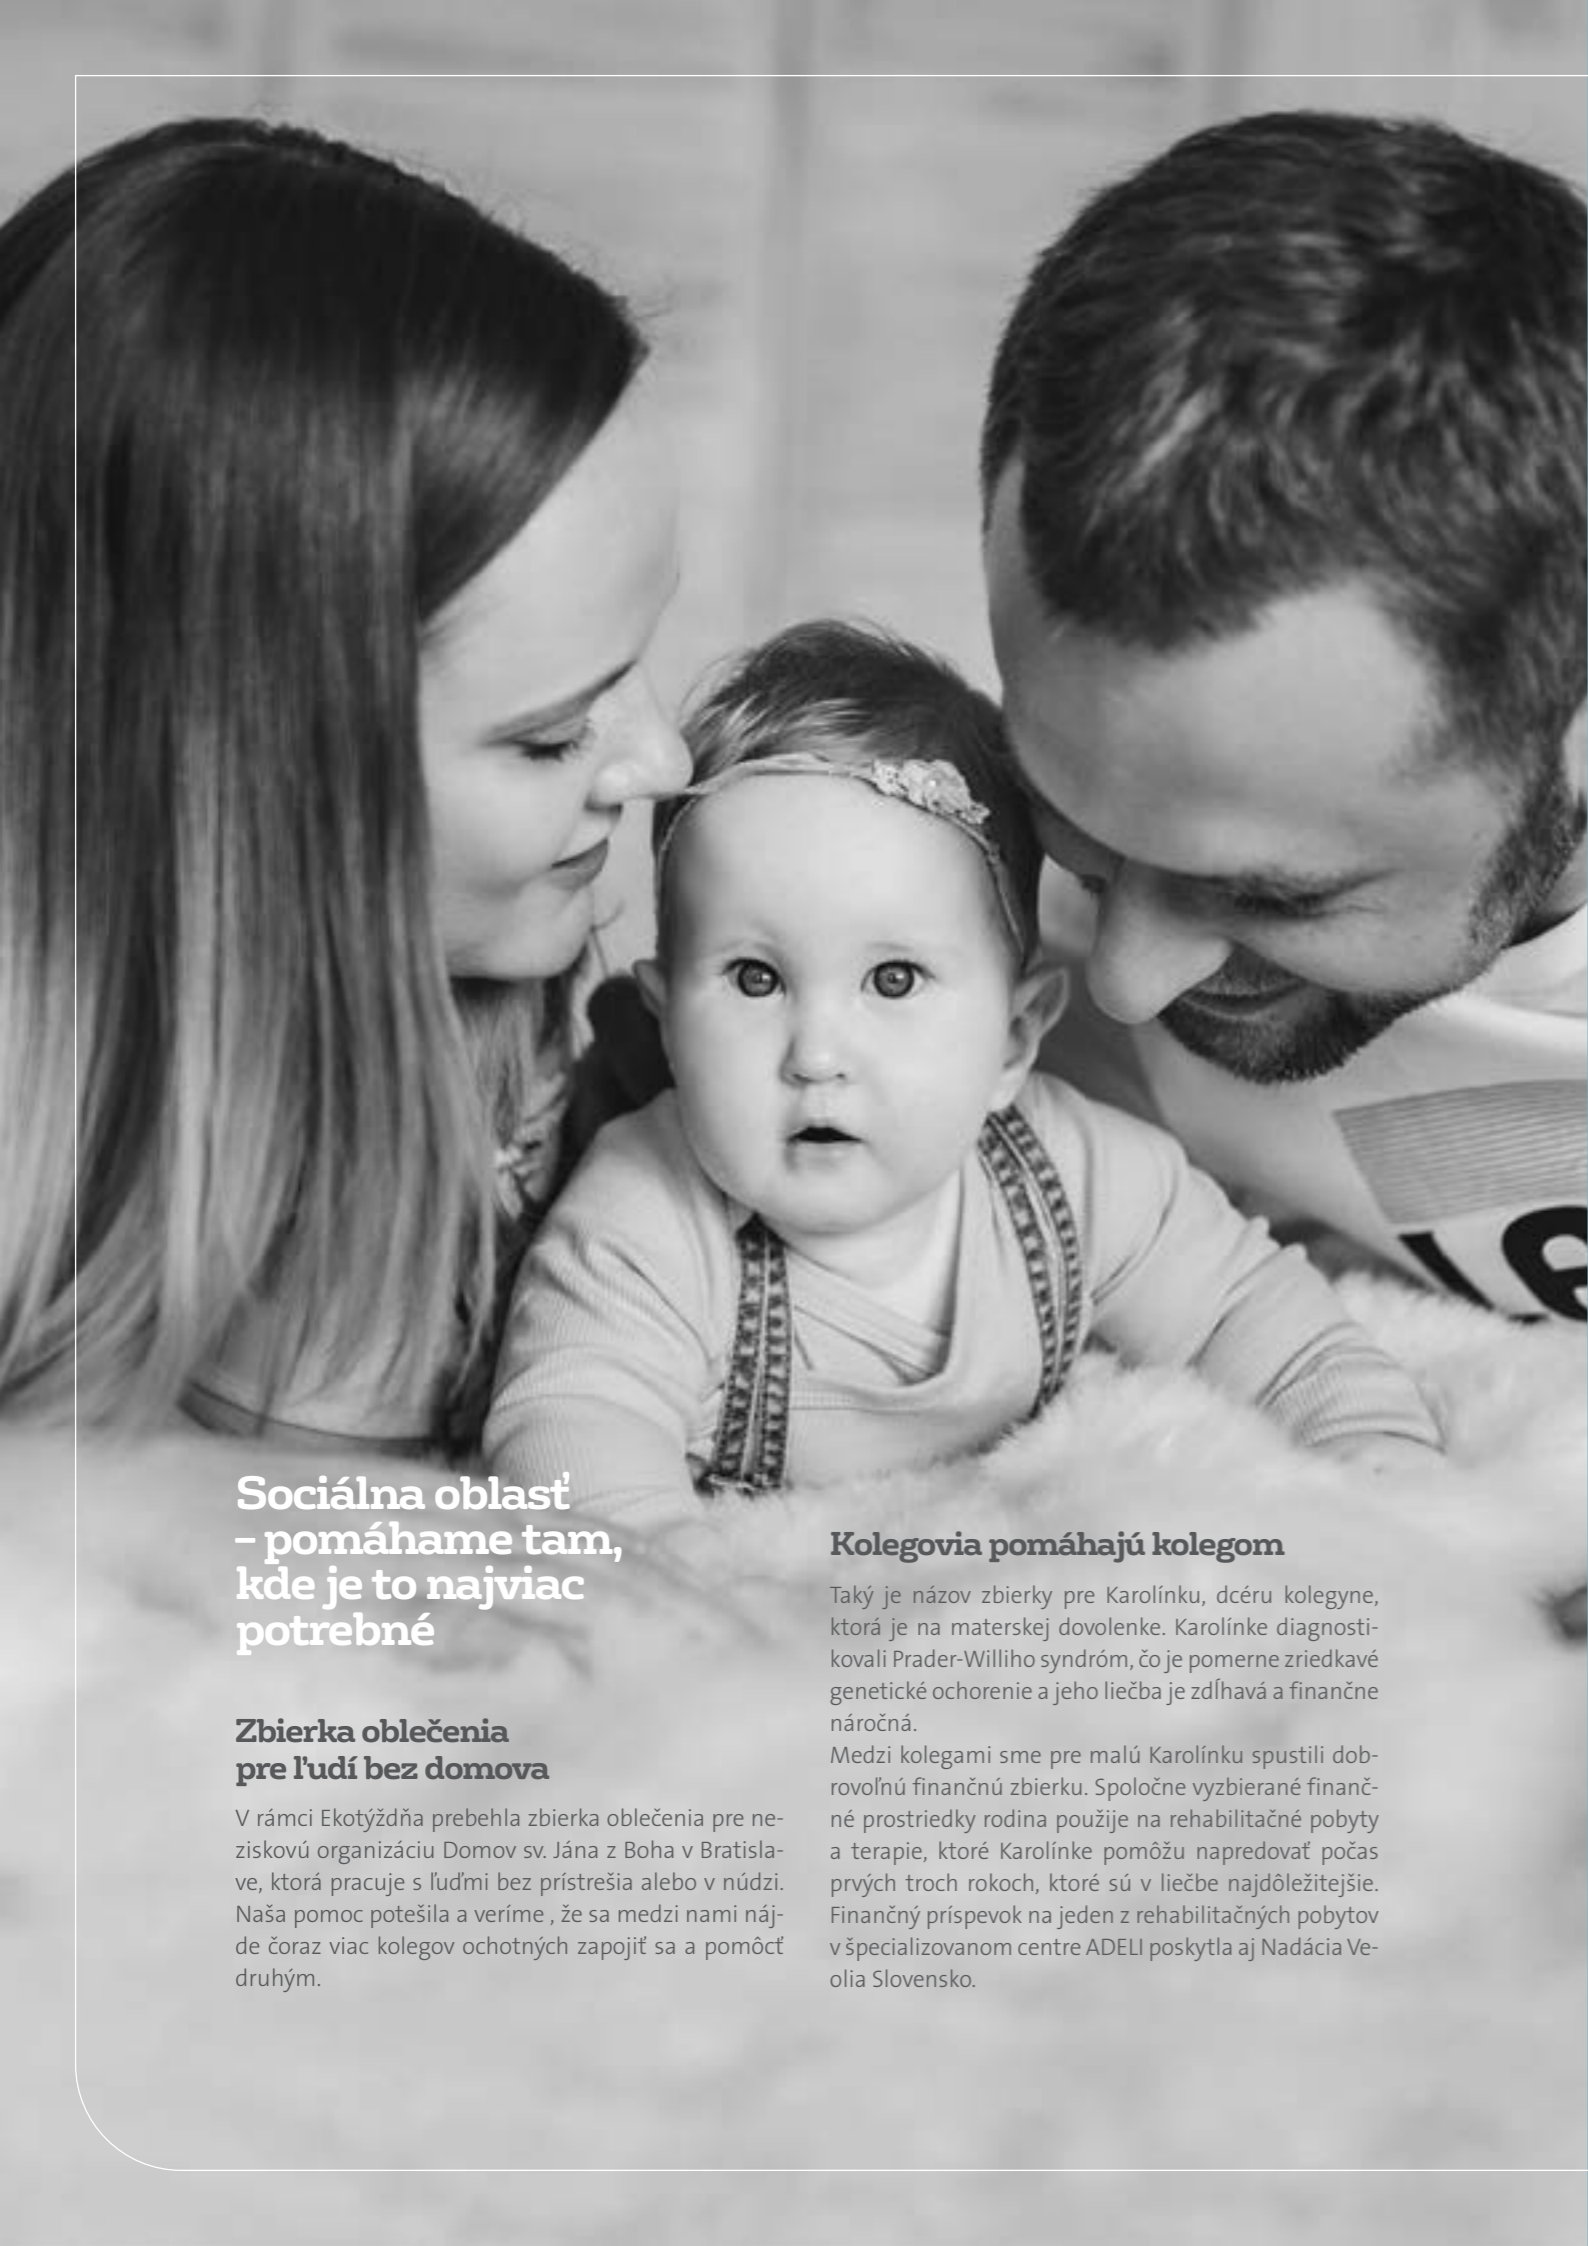 Sociálna oblasť
– pomáhame tam,
kde je to najviac
potrebné
Zbierka oblečenia
pre ľudí bez domova
V rámci Ekotýždňa prebehla zbierka oblečenia pre ne-
ziskovú organizáciu Domov sv. Jána z Boha v Bratisla-
ve, ktorá pracuje s ľuďmi bez prístrešia alebo v núdzi.
Naša pomoc potešila a veríme , že sa medzi nami náj-
de čoraz viac kolegov ochotných zapojiť sa a pomôcť
druhým.
Kolegovia pomáhajú kolegom
Taký je názov zbierky pre Karolínku, dcéru kolegyne,
ktorá je na materskej dovolenke. Karolínke diagnosti-
kovali Prader-Williho syndróm, čo je pomerne zriedkavé
genetické ochorenie a jeho liečba je zdĺhavá a finančne
náročná.
Medzi kolegami sme pre malú Karolínku spustili dob-
rovoľnú finančnú zbierku. Spoločne vyzbierané finanč-
né prostriedky rodina použije na rehabilitačné pobyty
a terapie, ktoré Karolínke pomôžu napredovať počas
prvých troch rokoch, ktoré sú v liečbe najdôležitejšie.
Finančný príspevok na jeden z rehabilitačných pobytov
v špecializovanom centre ADELI poskytla aj Nadácia Ve-
olia Slovensko.